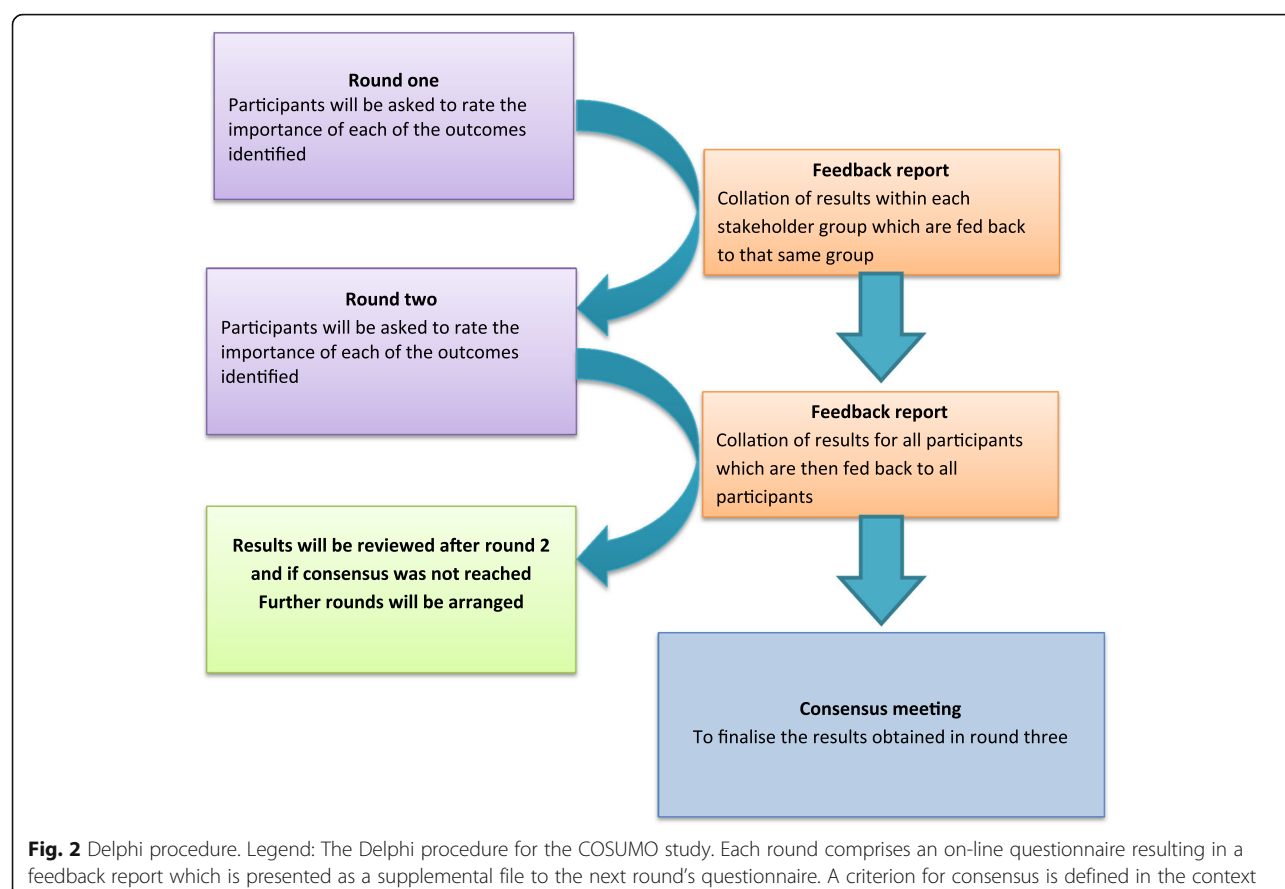 Round one
Participants will be asked to rate the
importance of each of the outcomes
identified
Feedback report
Collation of results within each
stakeholder group which are fed back
to that same group
Round two
Participants will be asked to rate the
importance of each of the outcomes
identified
Feedback report
Collation of results for all participants
which are then fed back to all
participants
Results will be reviewed after round 2
and if consensus was not reached
Further rounds will be arranged
Consensus meeting
To finalise the results obtained in round three
Fig. 2 Delphi procedure. Legend: The Delphi procedure for the COSUMO study. Each round comprises an on-line questionnaire resulting in a
feedback report which is presented as a supplemental file to the next round's questionnaire. A criterion for consensus is defined in the context